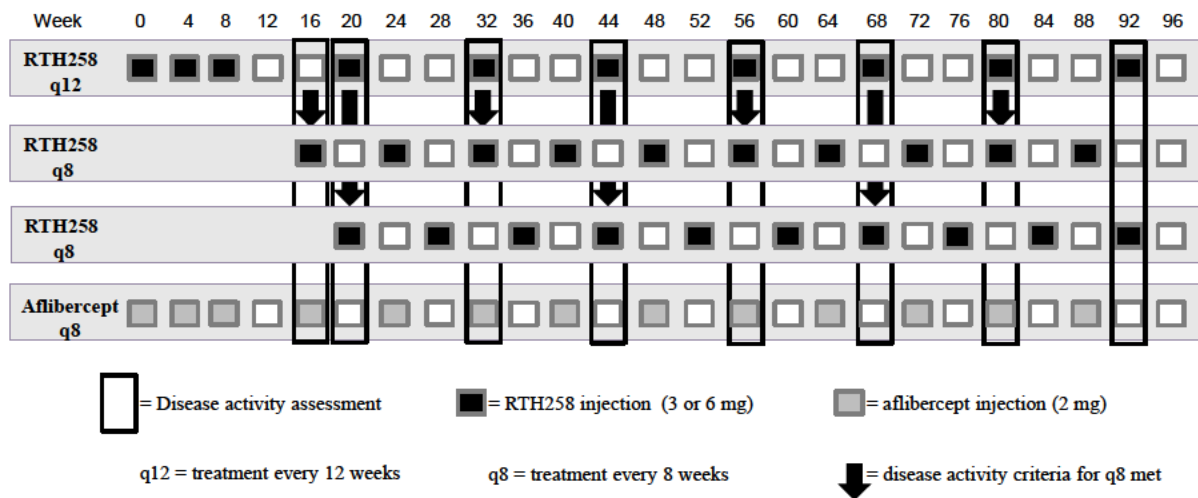 Week 0 4 8 12 16 20 24 28 32 36 40 44 48 52 56 60 64 68 72 76 80 84 88 92 96
RTH258
q12
RTH258
q8
RTH258
q8
Aflibercept
q8
= Disease activity assessment = RTH258 injection (3 or 6 mg) = aflibercept injection (2 mg)
q12 = treatment every 12 weeks q8 = treatment every 8 weeks = disease activity criteria for q8 met